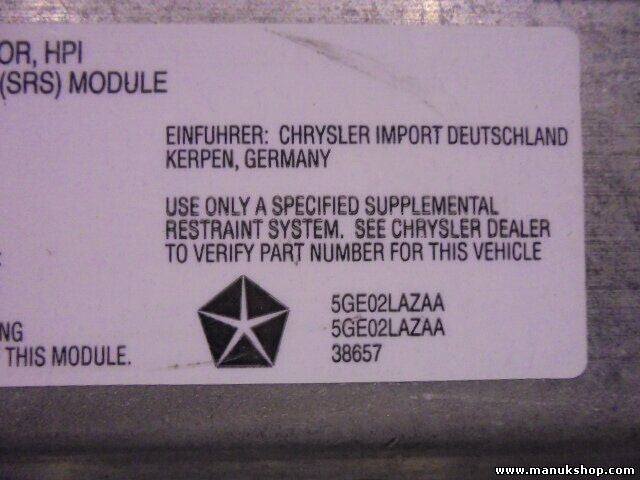 OR, HPI
(SRS) MODULE
EINFUHRER: CHRYSLER IMPORT DEUTSCHLAND
KERPEN, GERMANY
USE ONLY A SPECIFIED SUPPLEMENTAL
RESTRAINT SYSTEM. SEE CHRYSLER DEALER
TO VERIFY PART NUMBER FOR THIS VEHICLE
5GE02LAZAA
5GE02LAZAA
38657
NG
THIS MODULE.
www.manukshop.com